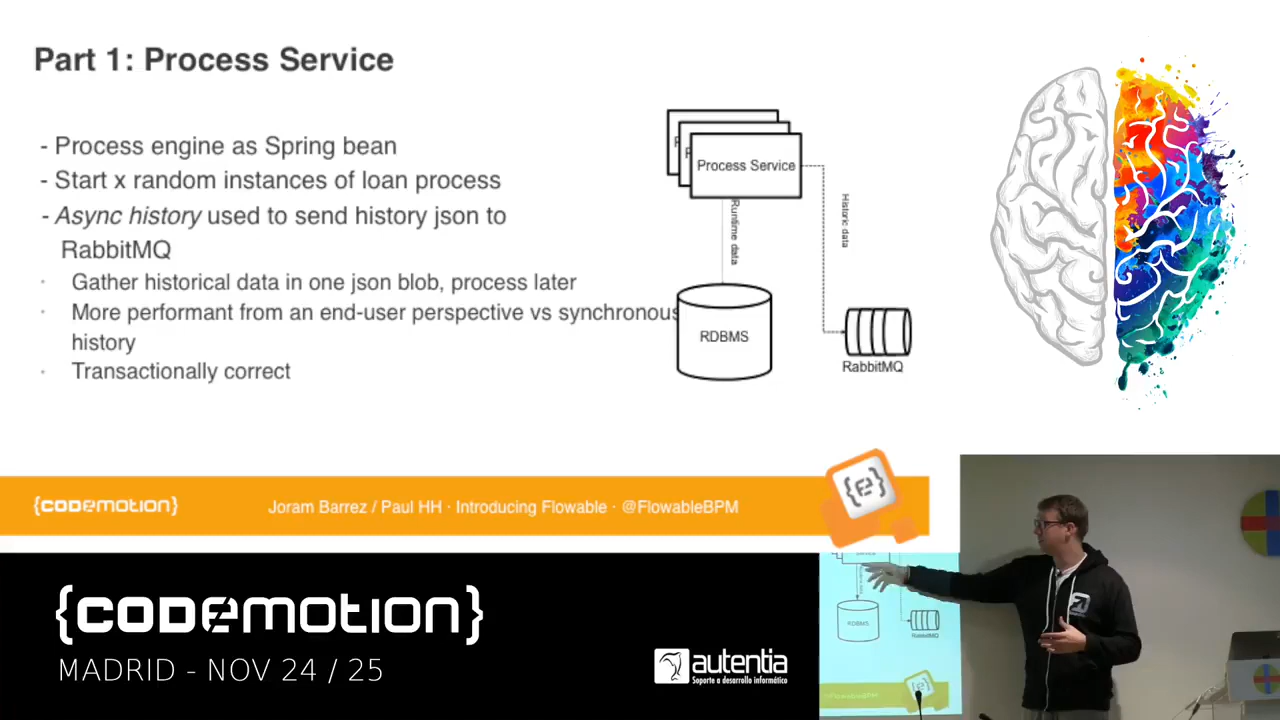 Part 1: Process Service
- Process engine as Spring bean
- Start x random instances of loan process
- Async history used to send history json to
RabbitMQ
· Gather historical data in one json blob, process later
· More performant from an end-user perspective vs synchronous
history
· Transactionally correct
Process Service
Runtime data
Historic data
RDBMS
RabbitMQ
{codemotion}
Joram Barrez / Paul HH · Introducing Flowable · @FlowableBPM
{e}
{codemotion}
MADRID - NOV 24 / 25
autentia
Soporte a desarrollo informático
RDBMS
RabbitMQ